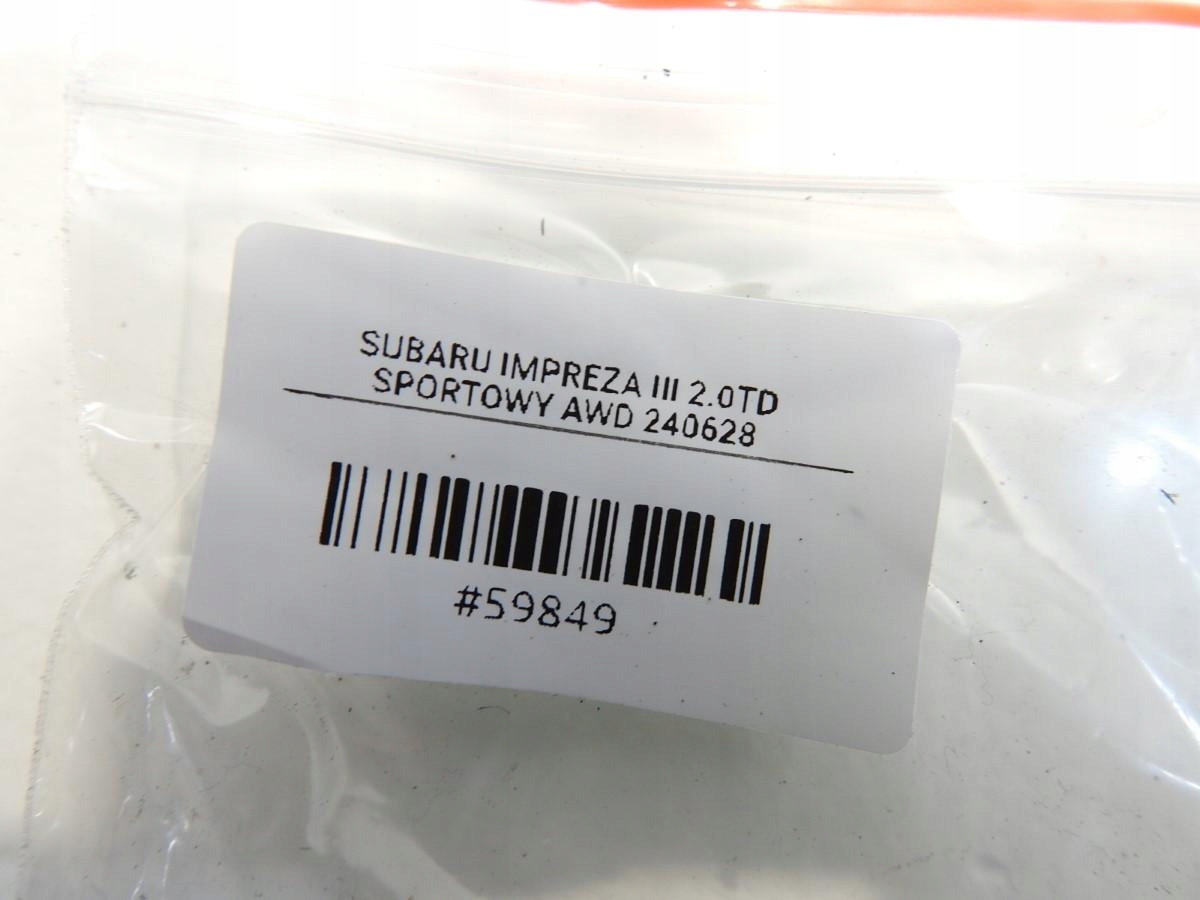 SUBARU IMPREZA III 2.0TD
SPORTOWY AWD 240628
#59849